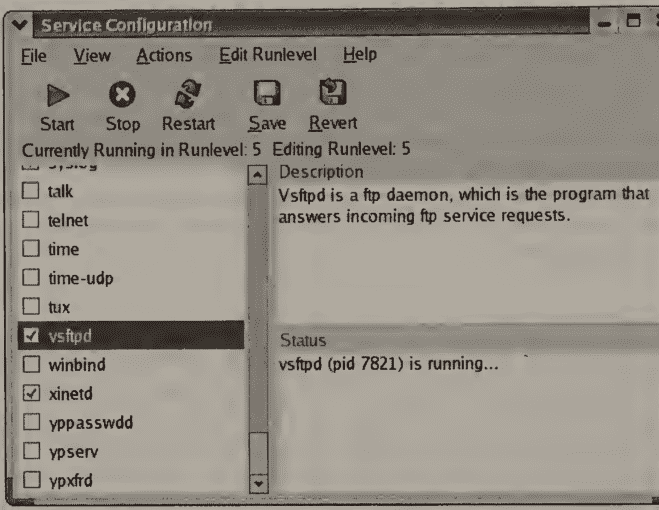 Service Configuration
File View Actions Edit Runlevel Help
Start Stop Restart Save Revert
Currently Running in Runlevel: 5 Editing Runlevel: 5
syslog
talk
telnet
time
time-udp
tux
vsftpd
winbind
xinetd
yppasswdd
ypserv
ypxfrd
Description
Vsftpd is a ftp daemon, which is the program that
answers incoming ftp service requests.
Status
vsftpd (pid 7821) is running...